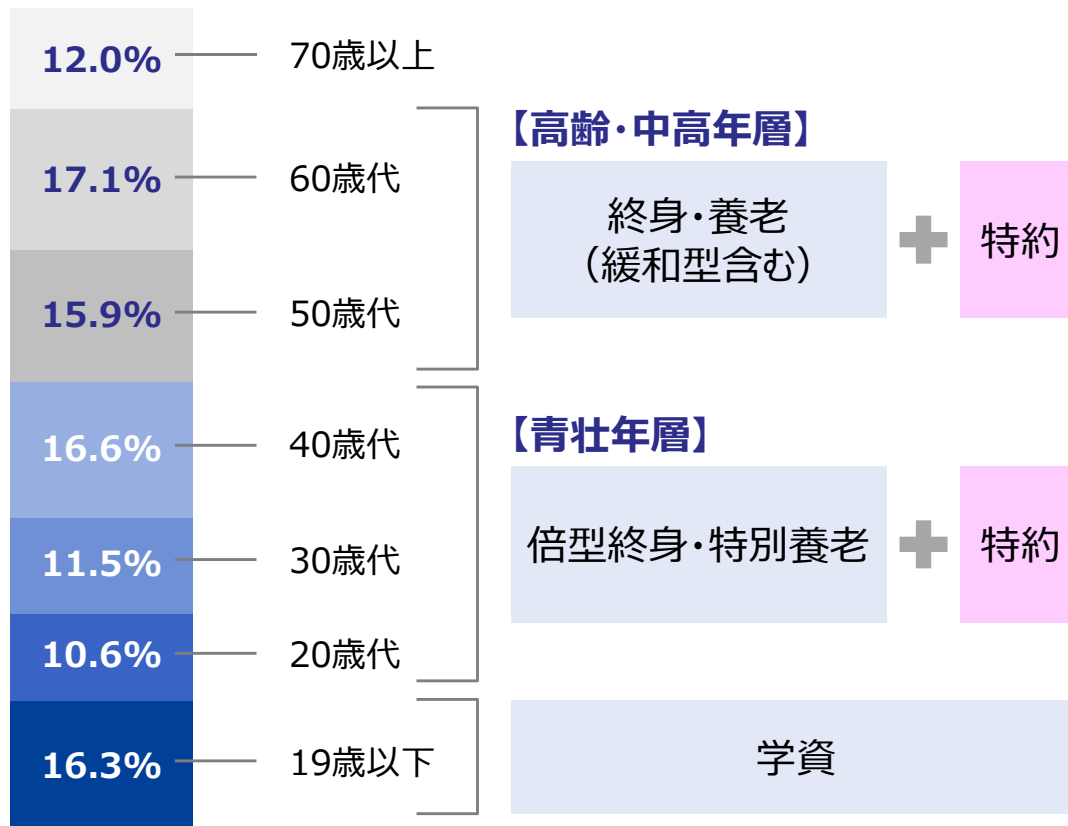 12.0%
70歳以上
17.1%
60歳代
15.9%
50歳代
【高齢・中高年層】
終身・養老
（緩和型含む）
特約
16.6%
40歳代
11.5%
30歳代
10.6%
20歳代
【青壮年層】
倍型終身・特別養老
特約
16.3%
19歳以下
学資